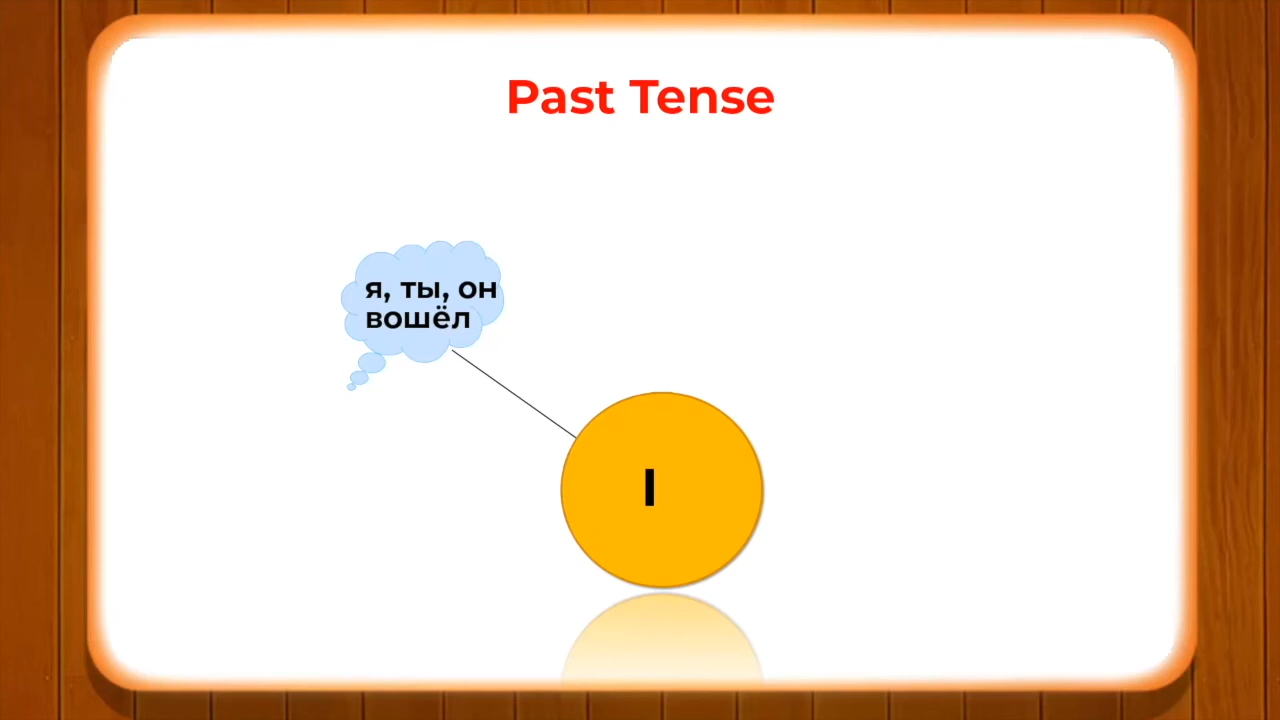 Past Tense
я, ты, он
вошёл
I